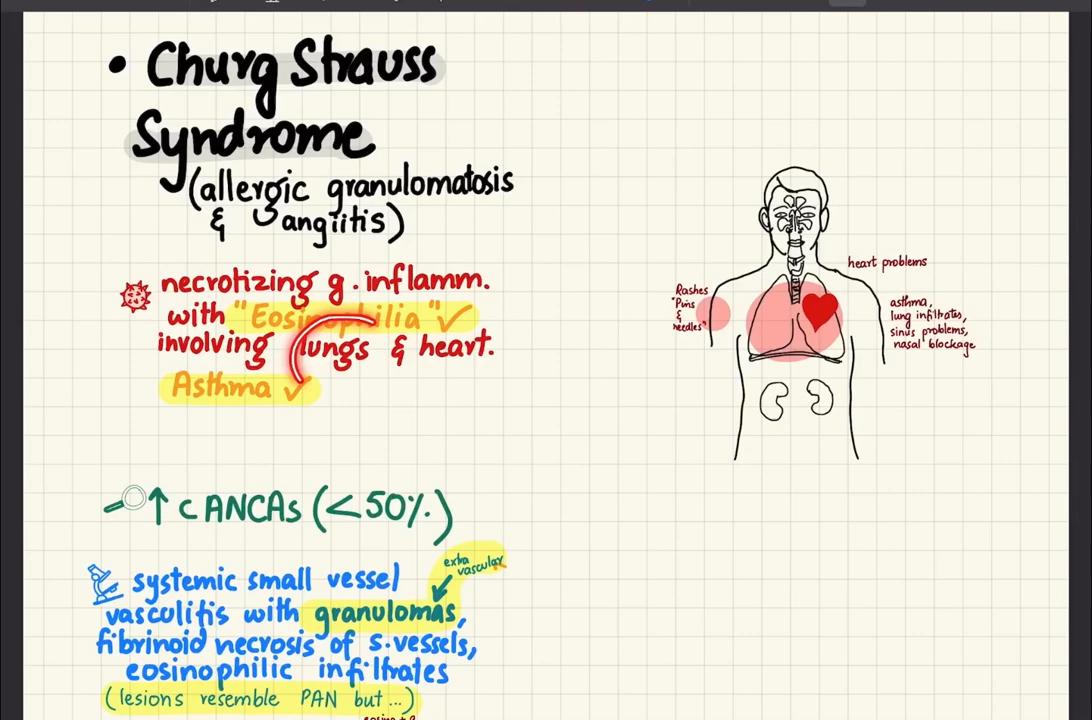 • Churg Strauss
Syndrome
(allergic granulomatosis
& angiitis)
necrotizing g. inflamm.
with "Eosinophilia" ✓
involving lungs & heart.
Asthma ✓
↑ cANCAs (<50%)
extra
vascular
systemic small vessel
vasculitis with granulomas,
fibrinoid necrosis of s.vessels,
eosinophilic infiltrates
(lesions resemble PAN but ...)
heart problems
Rashes
"Pins
&
needles"
asthma,
lung infiltrates,
sinus problems,
nasal blockage